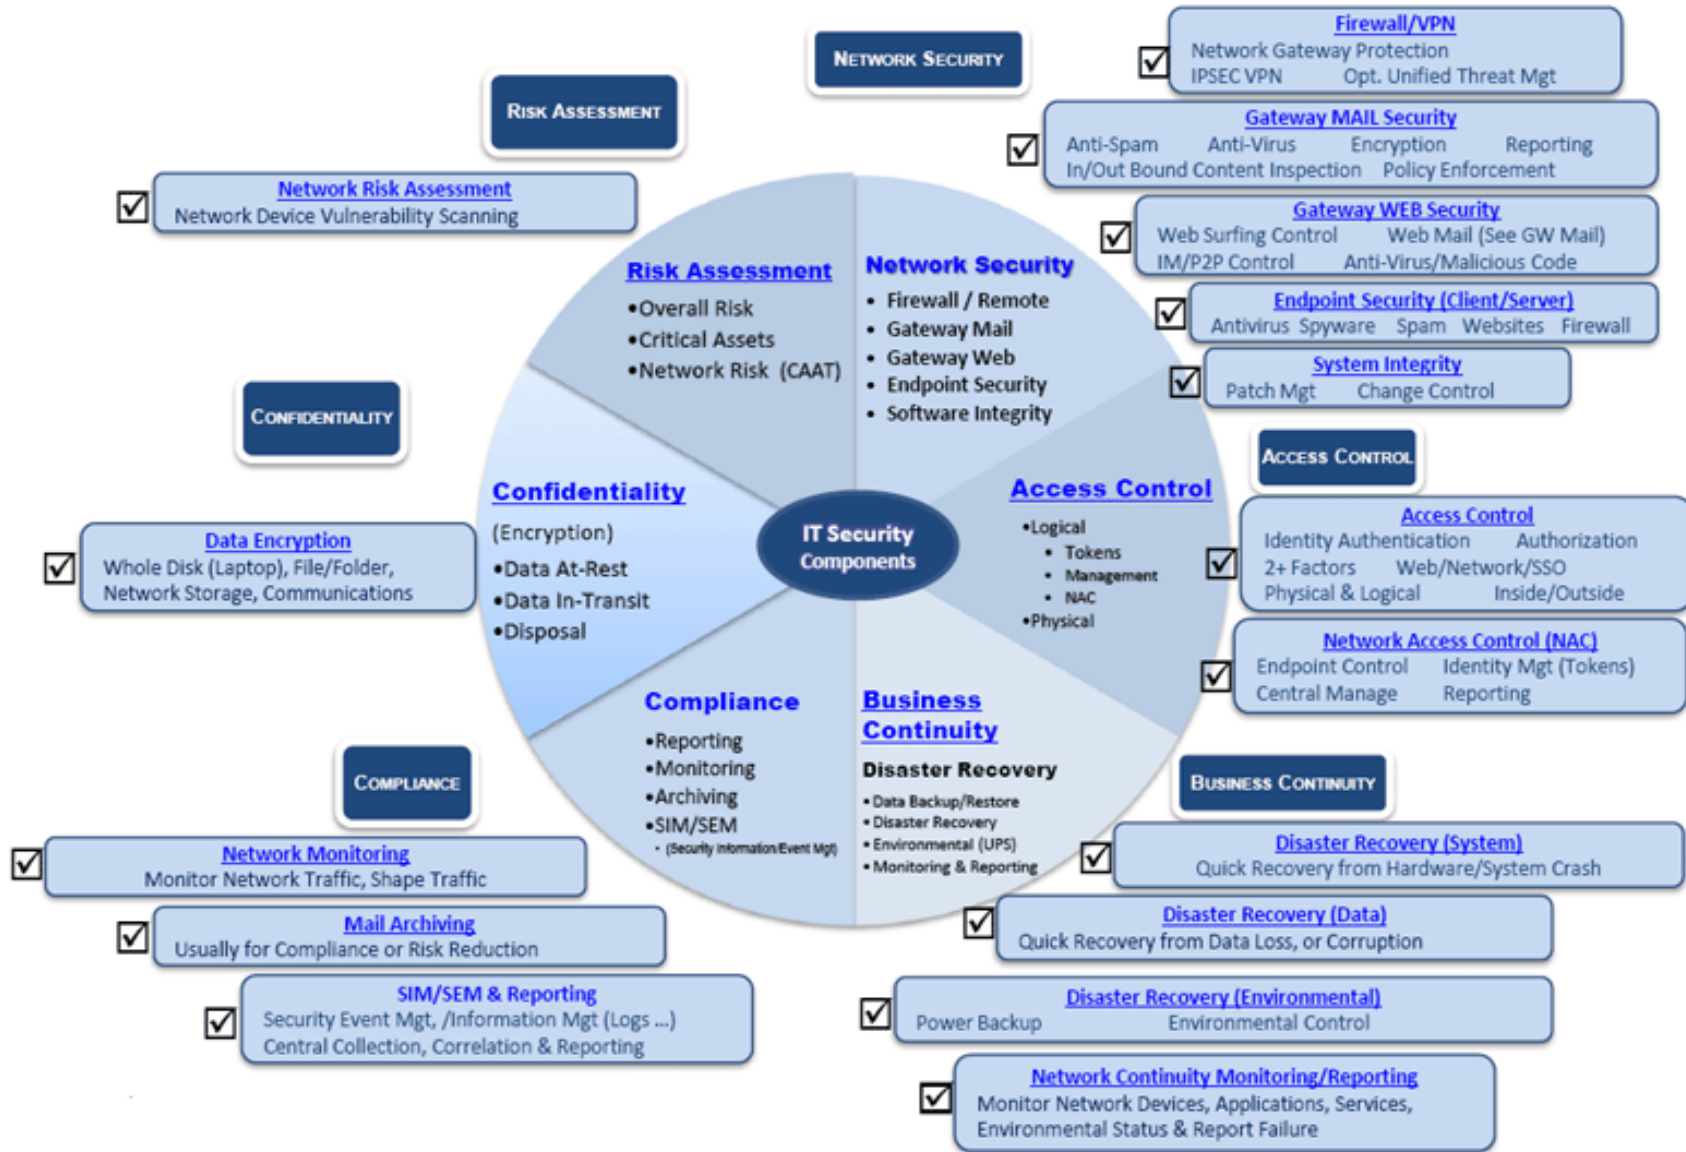 NETWORK SECURITY
Firewall/VPN
Network Gateway Protection
IPSEC VPN Opt. Unified Threat Mgt
Gateway MAIL Security
Anti-Spam Anti-Virus Encryption Reporting
In/Out Bound Content Inspection Policy Enforcement
Gateway WEB Security
Web Surfing Control Web Mail (See GW Mail)
IM/P2P Control Anti-Virus/Malicious Code
Endpoint Security (Client/Server)
Antivirus Spyware Spam Websites Firewall
System Integrity
Patch Mgt Change Control
RISK ASSESSMENT
Network Risk Assessment
Network Device Vulnerability Scanning
Risk Assessment
•Overall Risk
•Critical Assets
•Network Risk (CAAT)
Network Security
• Firewall / Remote
• Gateway Mail
• Gateway Web
• Endpoint Security
• Software Integrity
CONFIDENTIALITY
Data Encryption
Whole Disk (Laptop), File/Folder,
Network Storage, Communications
Confidentiality
(Encryption)
•Data At-Rest
•Data In-Transit
•Disposal
IT Security
Components
Access Control
•Logical
• Tokens
• Management
• NAC
•Physical
ACCESS CONTROL
Access Control
Identity Authentication Authorization
2+ Factors Web/Network/SSO
Physical & Logical Inside/Outside
Network Access Control (NAC)
Endpoint Control Identity Mgt (Tokens)
Central Manage Reporting
Compliance
•Reporting
•Monitoring
•Archiving
•SIM/SEM
• (Security Information/Event Mgt)
Business
Continuity
Disaster Recovery
• Data Backup/Restore
• Disaster Recovery
• Environmental (UPS)
• Monitoring & Reporting
COMPLIANCE
Network Monitoring
Monitor Network Traffic, Shape Traffic
Mail Archiving
Usually for Compliance or Risk Reduction
SIM/SEM & Reporting
Security Event Mgt, /Information Mgt (Logs ...)
Central Collection, Correlation & Reporting
BUSINESS CONTINUITY
Disaster Recovery (System)
Quick Recovery from Hardware/System Crash
Disaster Recovery (Data)
Quick Recovery from Data Loss, or Corruption
Disaster Recovery (Environmental)
Power Backup Environmental Control
Network Continuity Monitoring/Reporting
Monitor Network Devices, Applications, Services,
Environmental Status & Report Failure